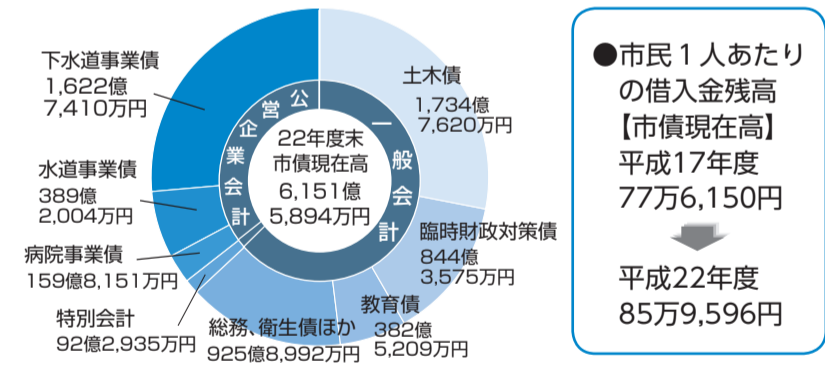 下水道事業債
1,622億
7,410万円
水道事業債
389億
2,004万円
病院事業債
159億8,151万円
特別会計
92億2,935万円
総務、衛生債ほか
925億8,992万円
教育債
382億
5,209万円
臨時財政対策債
844億
3,575万円
土木債
1,734億
7,620万円
公営企業会計
一般会計
22年度末
市債現在高
6,151億
5,894万円
●市民1人あたり
の借入金残高
【市債現在高】
平成17年度
77万6,150円
平成22年度
85万9,596円